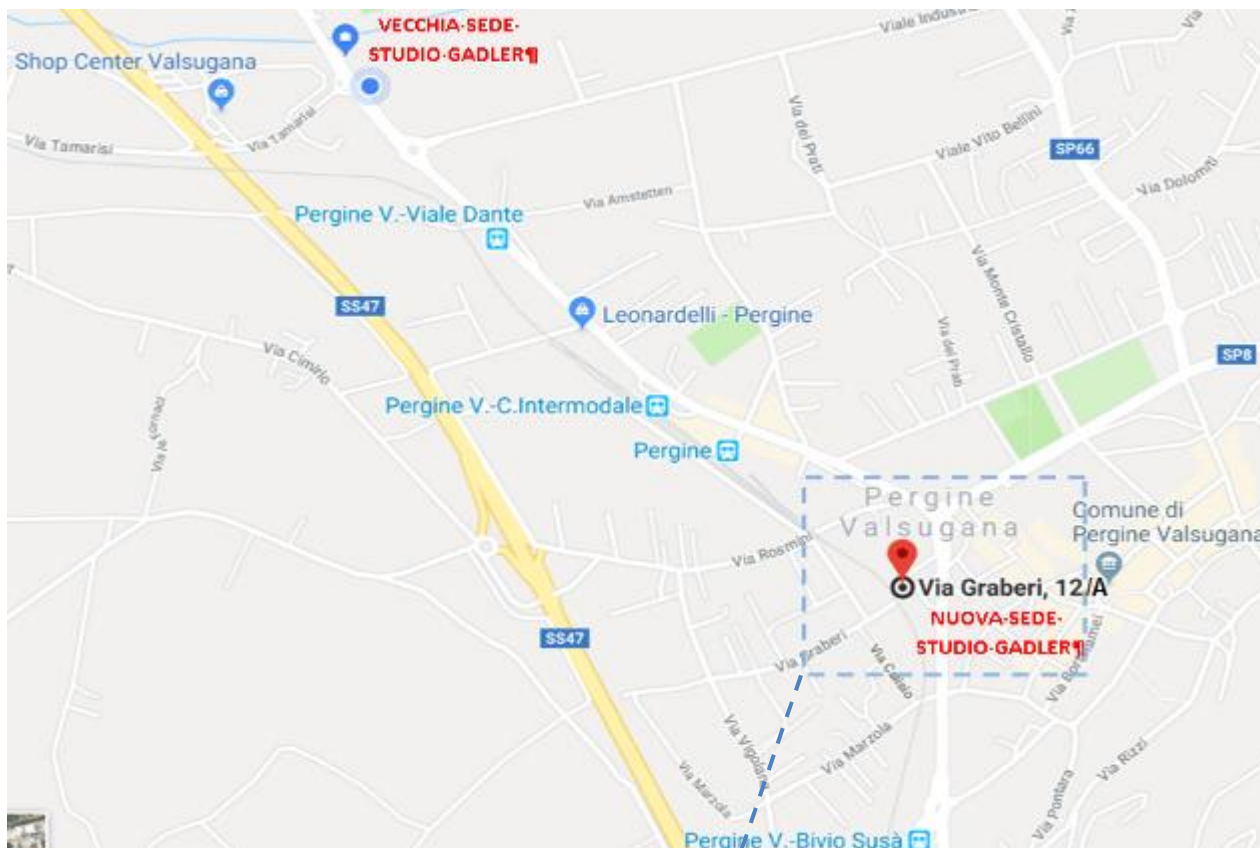 VECCHIA-SEDE-
STUDIO-GADLER¶
Viale Indust
Shop Center Valsugana
Via Tamarisi
Via Tamarisi
Via dei Prati
Viale Vito Bellini
SP66
Via Dolomiti
Via Amstetten
Pergine V.-Viale Dante
Via Monte Cristallo
SS47
Leonardelli - Pergine
Via dei Prati
Via Cimirlo
SP8
Pergine V.-C.Intermodale
Via le Fornaci
Pergine
Pergine
Valsugana
Comune di
Pergine Valsugana
Via Rosmini
Via Graberi, 12/A
NUOVA-SEDE-
STUDIO-GADLER¶
SS47
Via Graberi
Via Vigolana
Via Marzola
Via Marzola
Via Rizzi
Via Pontara
Pergine V.-Bivio Susà